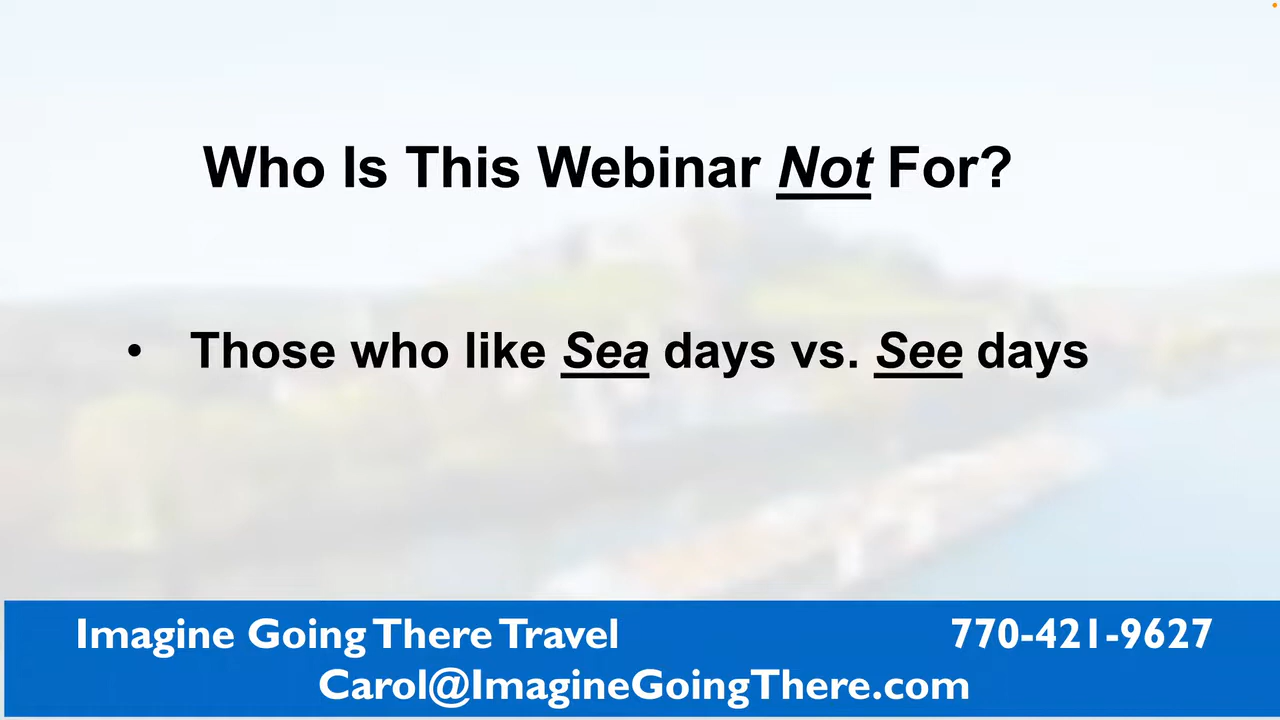 Who Is This Webinar Not For?
• Those who like Sea days vs. See days
Imagine Going There Travel 770-421-9627
Carol@ImagineGoingThere.com